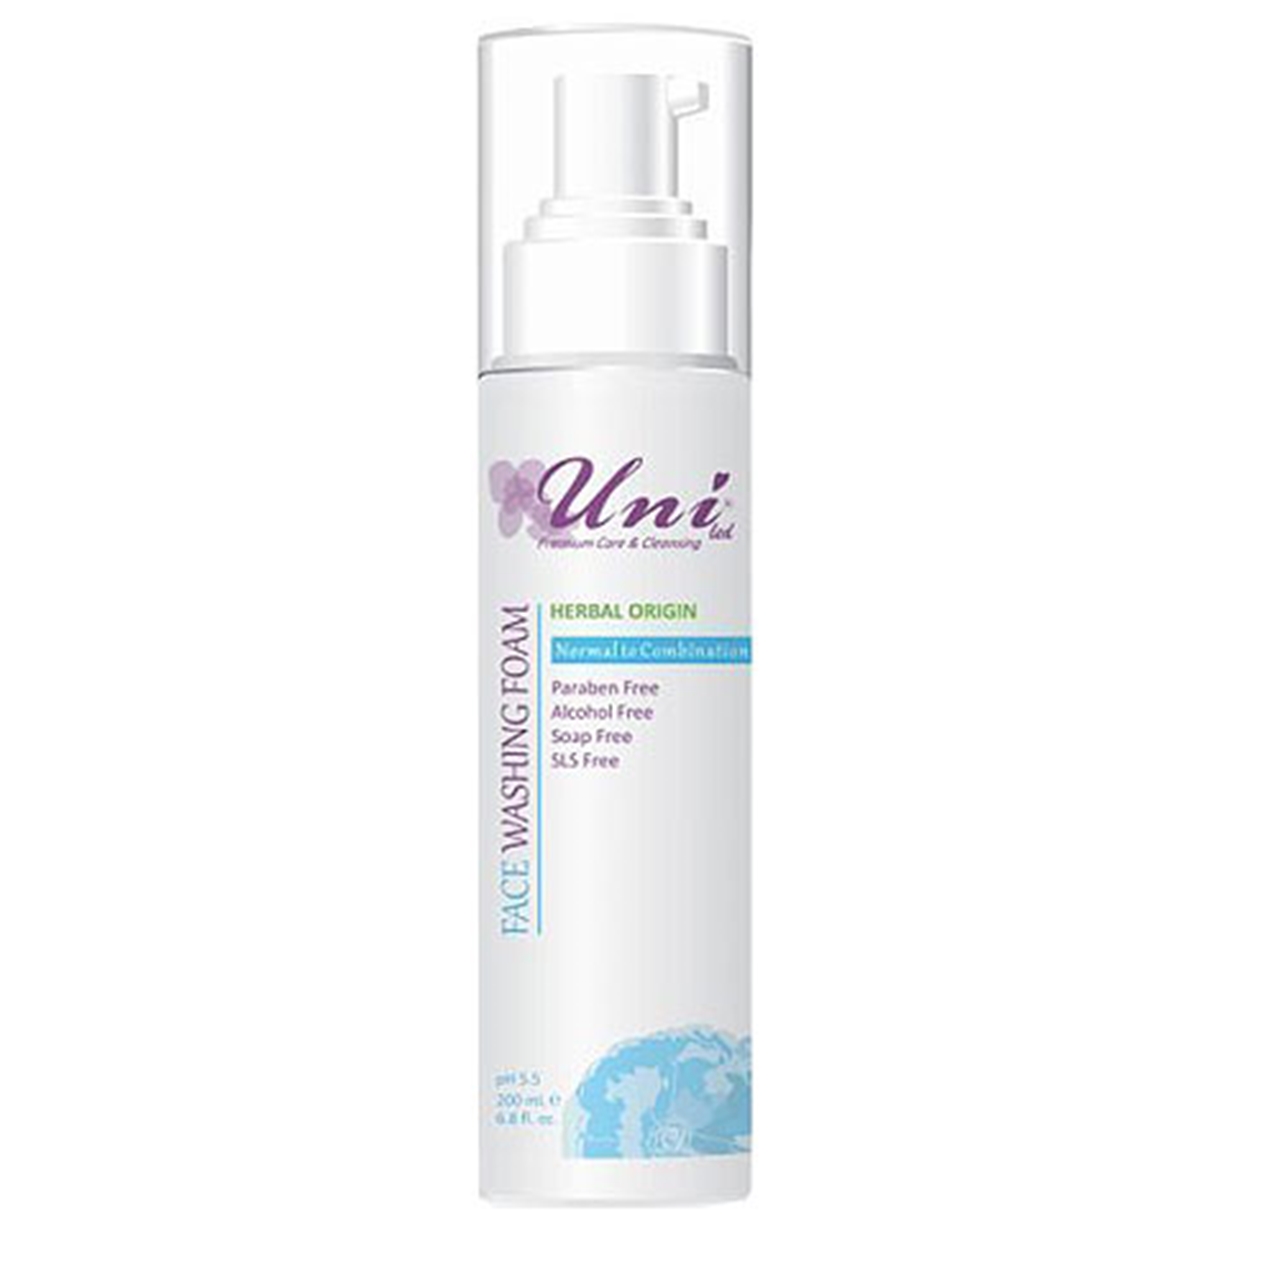 Uni
led
Premium Care & Cleansing
FACE WASHING FOAM
HERBAL ORIGIN
Normal to Combination
Paraben Free
Alcohol Free
Soap Free
SLS Free
pH 5.5
200 mL ℮
6.8 fl. oz.